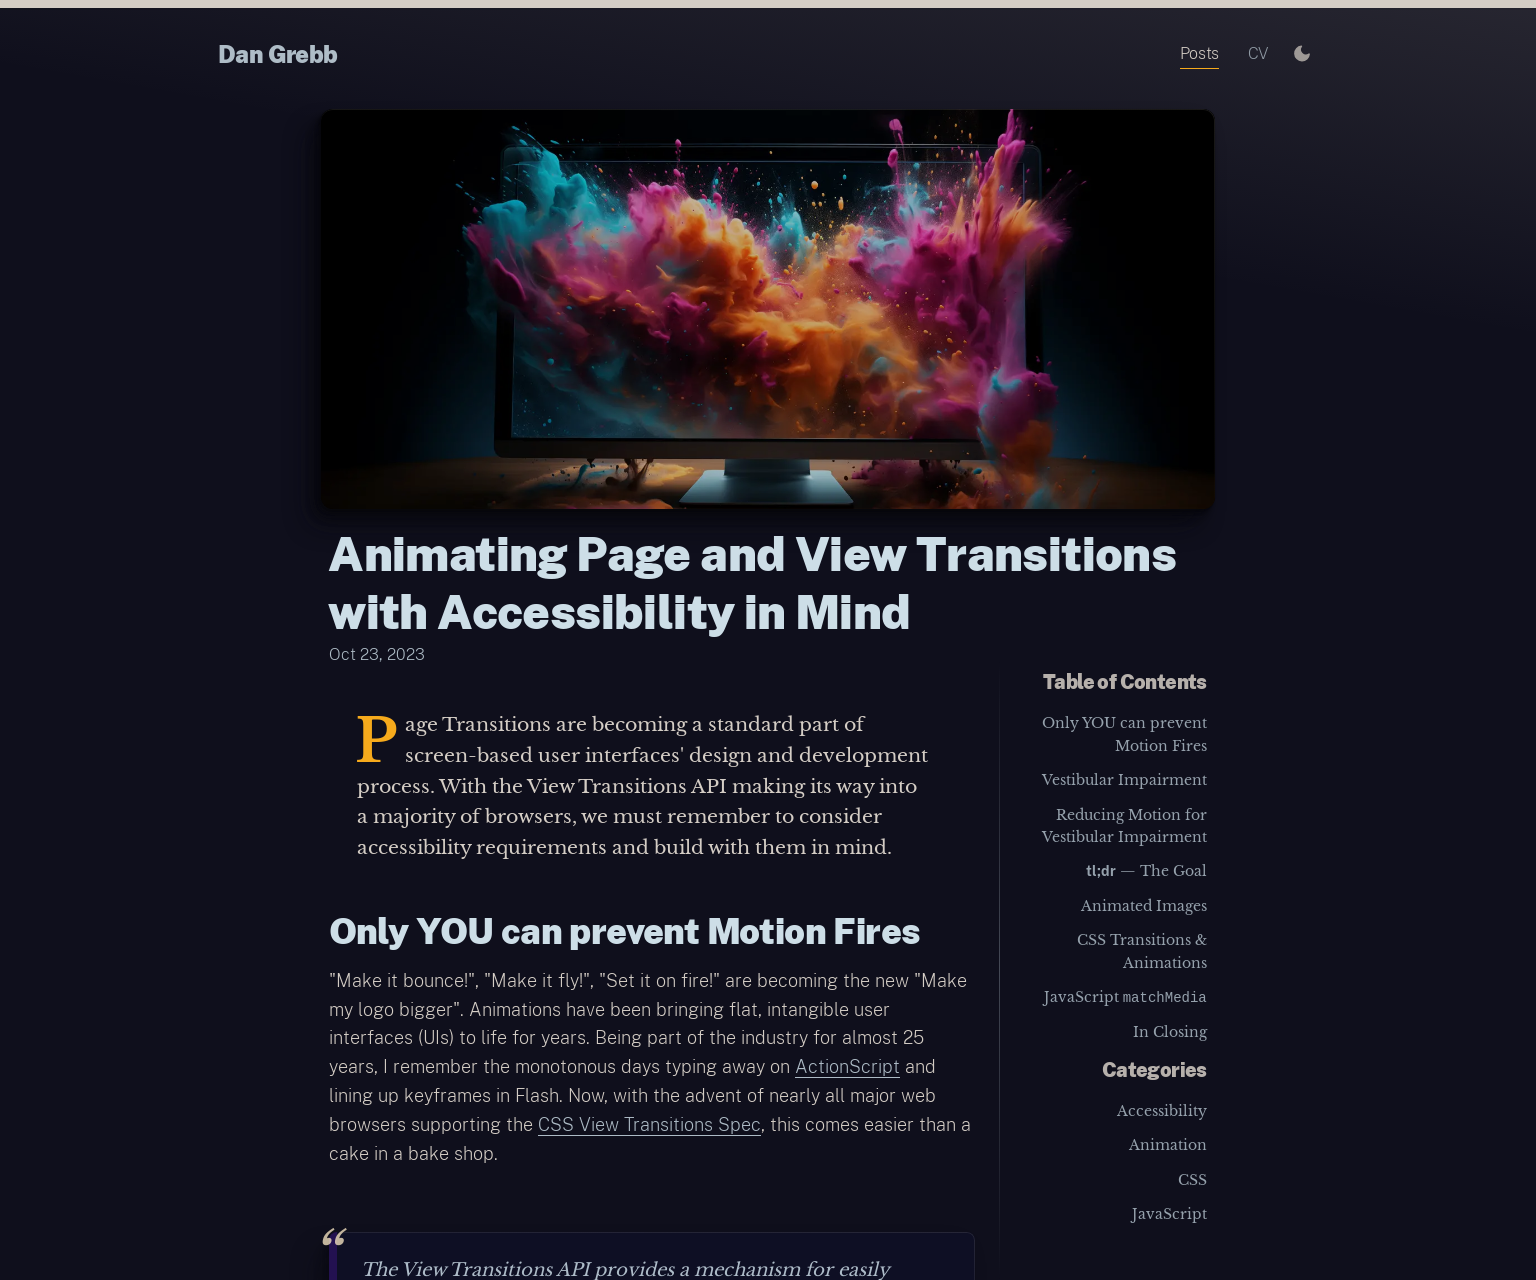 Dan Grebb
Posts
CV
Animating Page and View Transitions
with Accessibility in Mind
Oct 23, 2023
Page Transitions are becoming a standard part of
screen-based user interfaces' design and development
process. With the View Transitions API making its way into
a majority of browsers, we must remember to consider
accessibility requirements and build with them in mind.
Only YOU can prevent Motion Fires
"Make it bounce!", "Make it fly!", "Set it on fire!" are becoming the new "Make
my logo bigger". Animations have been bringing flat, intangible user
interfaces (UIs) to life for years. Being part of the industry for almost 25
years, I remember the monotonous days typing away on ActionScript and
lining up keyframes in Flash. Now, with the advent of nearly all major web
browsers supporting the CSS View Transitions Spec, this comes easier than a
cake in a bake shop.
“
The View Transitions API provides a mechanism for easily
Table of Contents
Only YOU can prevent
Motion Fires
Vestibular Impairment
Reducing Motion for
Vestibular Impairment
tl;dr — The Goal
Animated Images
CSS Transitions &
Animations
JavaScript matchMedia
In Closing
Categories
Accessibility
Animation
CSS
JavaScript